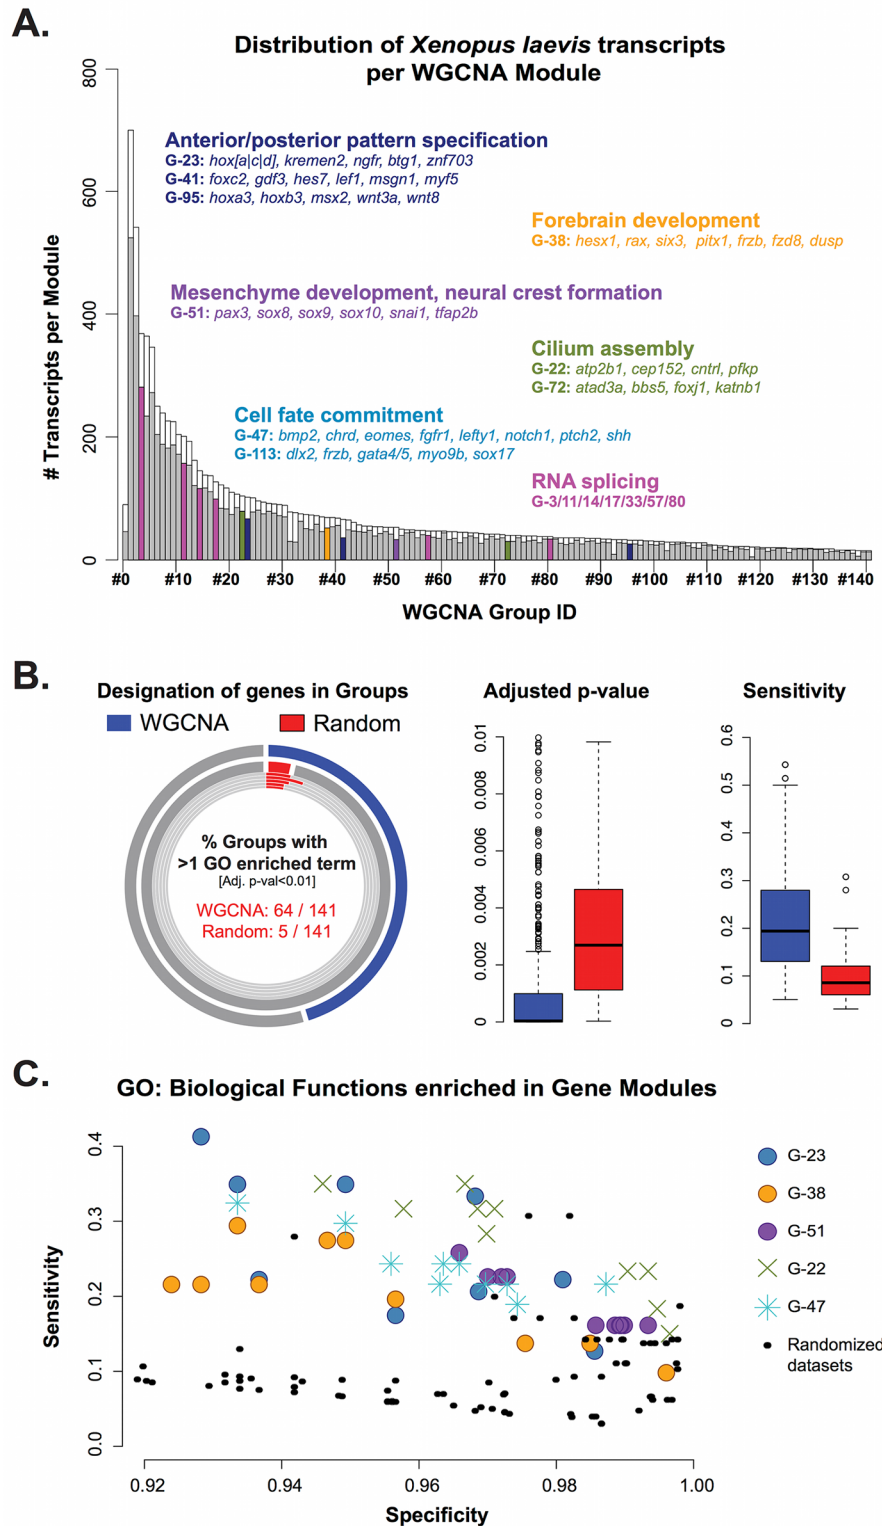 A.
Distribution of Xenopus laevis transcripts
per WGCNA Module
# Transcripts per Module
800
600
400
200
0
Anterior/posterior pattern specification
G-23: hox[a|c|d], kremen2, ngfr, btg1, znf703
G-41: foxc2, gdf3, hes7, lef1, msgn1, myf5
G-95: hoxa3, hoxb3, msx2, wnt3a, wnt8
Forebrain development
G-38: hesx1, rax, six3, pitx1, frzb, fzd8, dusp
Mesenchyme development, neural crest formation
G-51: pax3, sox8, sox9, sox10, snai1, tfap2b
Cilium assembly
G-22: atp2b1, cep152, cntrl, pfkp
G-72: atad3a, bbs5, foxj1, katnb1
Cell fate commitment
G-47: bmp2, chrd, eomes, fgfr1, lefty1, notch1, ptch2, shh
G-113: dlx2, frzb, gata4/5, myo9b, sox17
RNA splicing
G-3/11/14/17/33/57/80
#0 #10 #20 #30 #40 #50 #60 #70 #80 #90 #100 #110 #120 #130 #140
WGCNA Group ID
B.
Designation of genes in Groups
WGCNA Random
% Groups with
>1 GO enriched term
[Adj. p-val<0.01]
WGCNA: 64 / 141
Random: 5 / 141
Adjusted p-value
0.01
0.008
0.006
0.004
0.002
0
Sensitivity
0.6
0.5
0.4
0.3
0.2
0.1
0
C.
GO: Biological Functions enriched in Gene Modules
Sensitivity
0.4
0.3
0.2
0.1
0.0
0.92 0.94 0.96 0.98 1.00
Specificity
G-23
G-38
G-51
G-22
G-47
Randomized
datasets